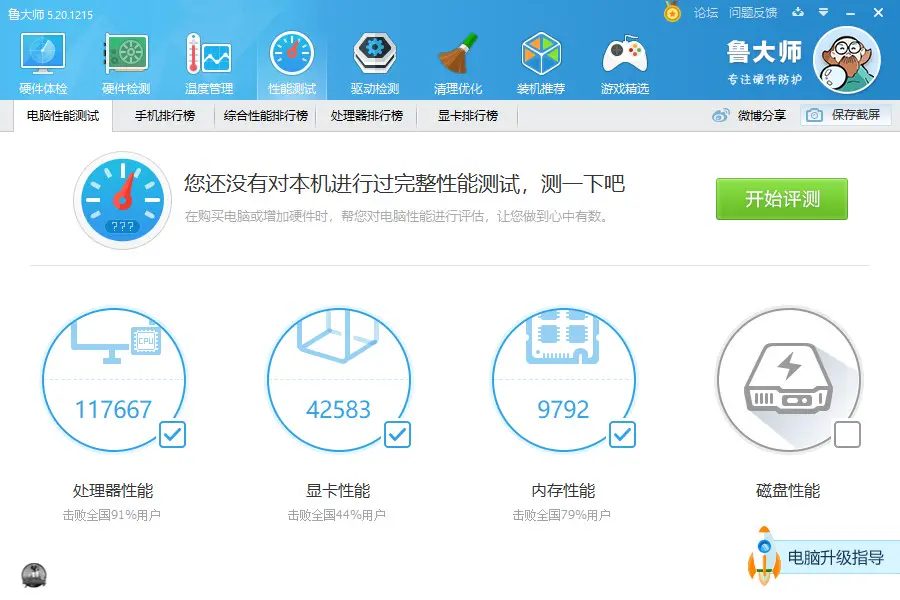 鲁大师 5.20.1215
论坛 问题反馈
硬件体检 硬件检测 温度管理 性能测试 驱动检测 清理优化 装机推荐 游戏精选
鲁大师
专注硬件防护
电脑性能测试 手机排行榜 综合性能排行榜 处理器排行榜 显卡排行榜 微博分享 保存截屏
您还没有对本机进行过完整性能测试，测一下吧
在购买电脑或增加硬件时，帮您对电脑性能进行评估，让您做到心中有数。
???
开始评测
CPU
117667 42583 9792
处理器性能 显卡性能 内存性能 磁盘性能
击败全国91%用户 击败全国44%用户 击败全国79%用户
电脑升级指导